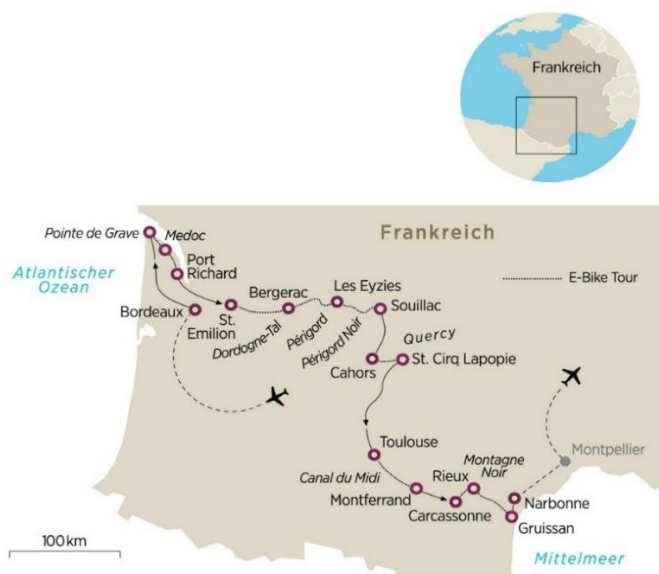 Frankreich
Frankreich
Pointe de Grave
Medoc
Port
Richard
Atlantischer
Ozean
E-Bike Tour
Bordeaux
St.
Emilion
Bergerac
Dordogne-Tal
Les Eyzies
Périgord
Périgord Noir
Souillac
Quercy
Cahors
St. Cirq Lapopie
Toulouse
Canal du Midi
Montferrand
Rieux
Montagne
Noir
Carcassonne
Montpellier
Narbonne
Gruissan
100 km
Mittelmeer